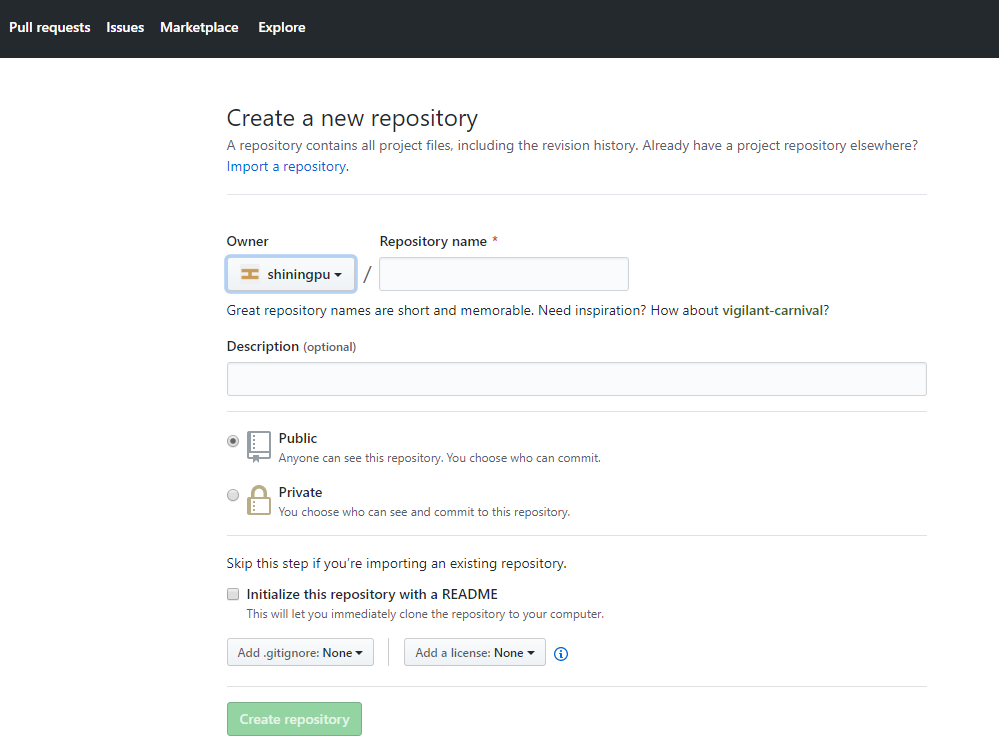 Pull requests Issues Marketplace Explore
Create a new repository
A repository contains all project files, including the revision history. Already have a project repository elsewhere?
Import a repository.
Owner Repository name *
shiningpu /
Great repository names are short and memorable. Need inspiration? How about vigilant-carnival?
Description (optional)
Public
Anyone can see this repository. You choose who can commit.
Private
You choose who can see and commit to this repository.
Skip this step if you’re importing an existing repository.
Initialize this repository with a README
This will let you immediately clone the repository to your computer.
Add .gitignore: None Add a license: None
Create repository